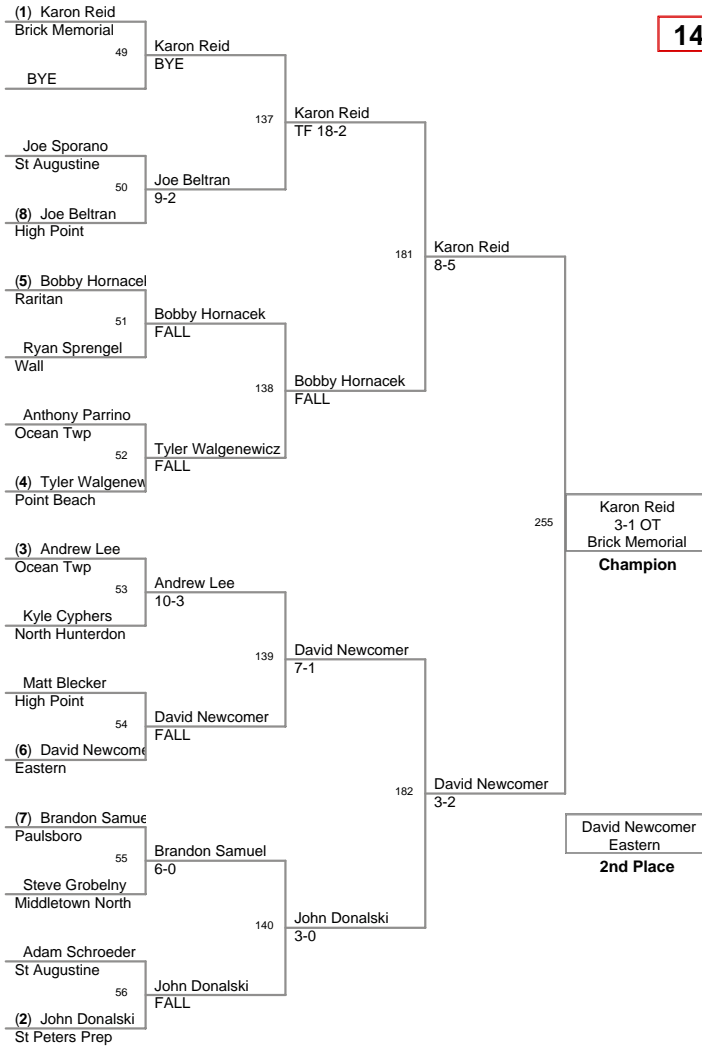 (1) Karon Reid
Brick Memorial
49
BYE
Karon Reid
BYE
14
137
Karon Reid
TF 18-2
Joe Sporano
St Augustine
50
(8) Joe Beltran
High Point
Joe Beltran
9-2
181
Karon Reid
8-5
(5) Bobby Hornacel
Raritan
51
Ryan Sprengel
Wall
Bobby Hornacek
FALL
138
Bobby Hornacek
FALL
Anthony Parrino
Ocean Twp
52
(4) Tyler Walgenew
Point Beach
Tyler Walgenewicz
FALL
255
Karon Reid
3-1 OT
Brick Memorial
Champion
(3) Andrew Lee
Ocean Twp
53
Kyle Cyphers
North Hunterdon
Andrew Lee
10-3
139
David Newcomer
7-1
Matt Blecker
High Point
54
(6) David Newcome
Eastern
David Newcomer
FALL
182
David Newcomer
3-2
David Newcomer
Eastern
2nd Place
(7) Brandon Samue
Paulsboro
55
Steve Grobelny
Middletown North
Brandon Samuel
6-0
140
John Donalski
3-0
Adam Schroeder
St Augustine
56
(2) John Donalski
St Peters Prep
John Donalski
FALL